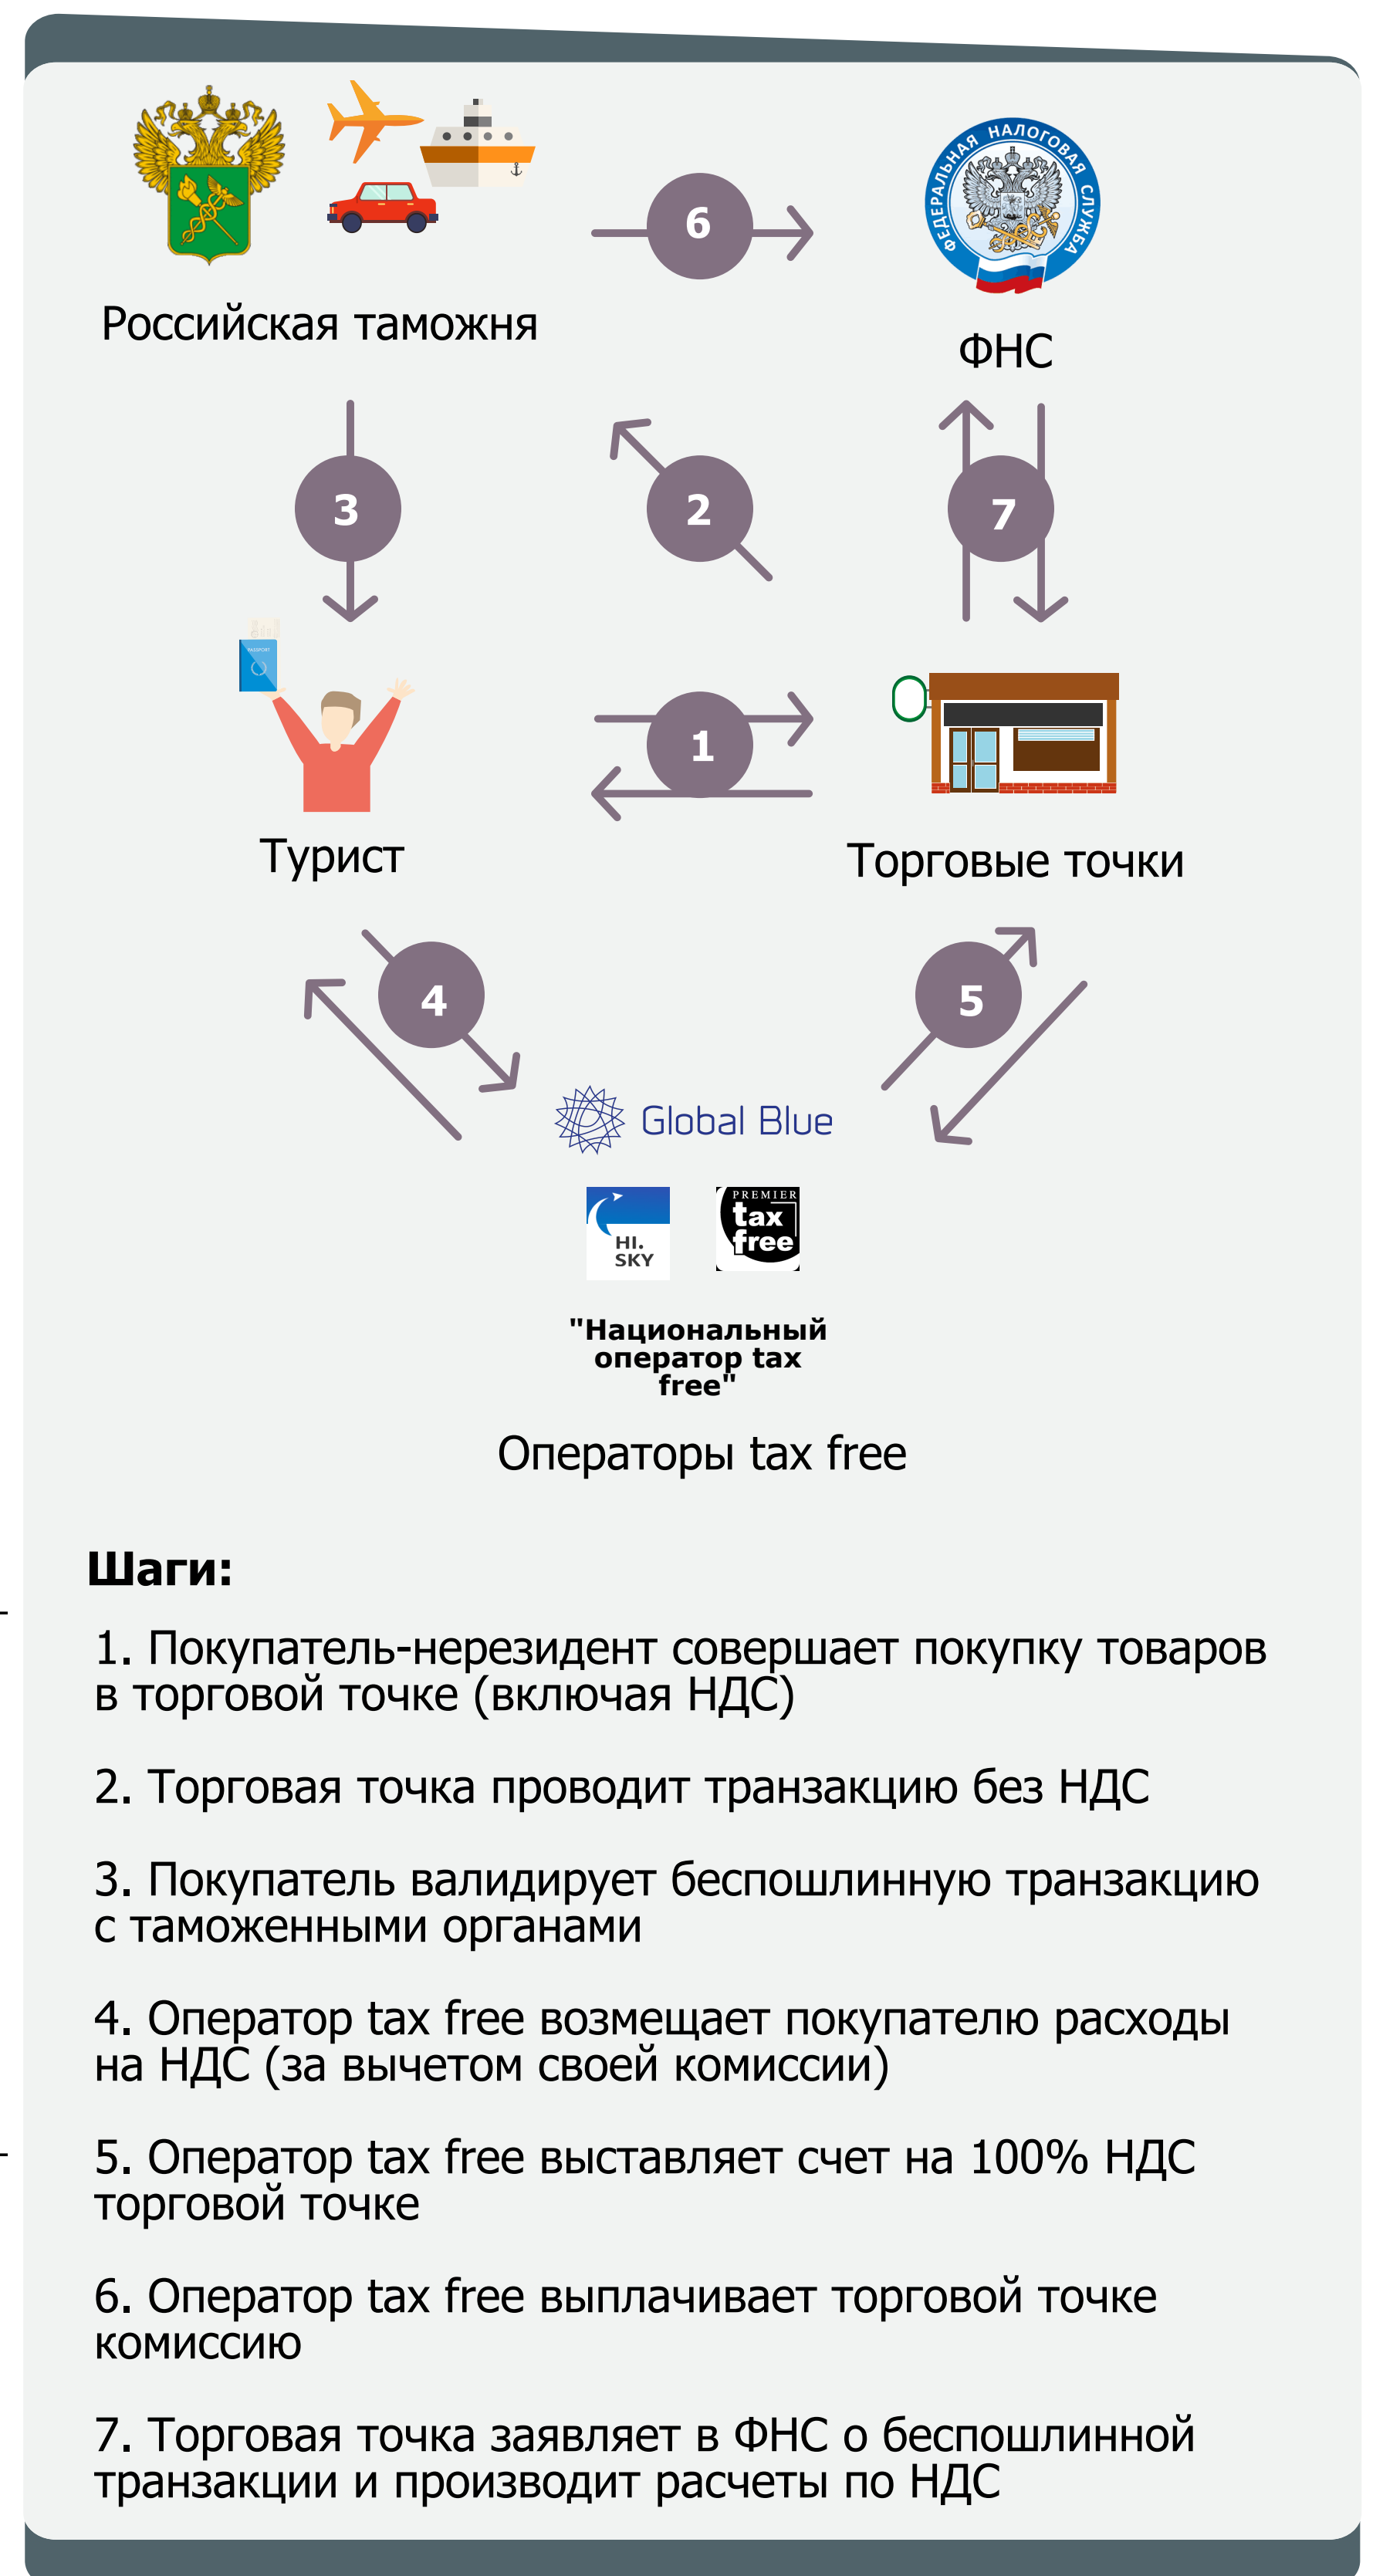 ФЕДЕРАЛЬНАЯ НАЛОГОВАЯ СЛУЖБА
6
Российская таможня
ФНС
3
2
7
PASSPORT
1
Турист
Торговые точки
4
5
Global Blue
HI.
SKY
PREMIER
tax
free
"Национальный
оператор tax
free"
Операторы tax free
Шаги:
1. Покупатель-нерезидент совершает покупку товаров
в торговой точке (включая НДС)
2. Торговая точка проводит транзакцию без НДС
3. Покупатель валидирует беспошлинную транзакцию
с таможенными органами
4. Оператор tax free возмещает покупателю расходы
на НДС (за вычетом своей комиссии)
5. Оператор tax free выставляет счет на 100% НДС
торговой точке
6. Оператор tax free выплачивает торговой точке
комиссию
7. Торговая точка заявляет в ФНС о беспошлинной
транзакции и производит расчеты по НДС